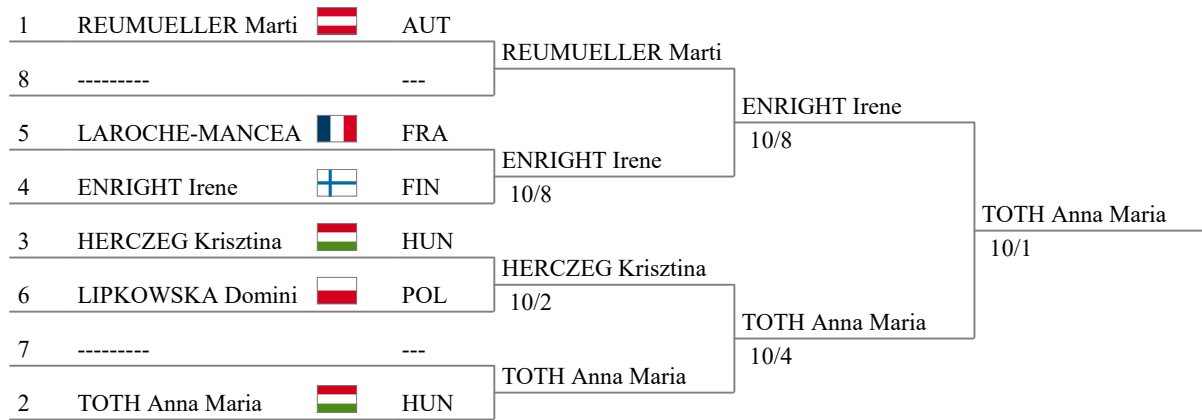 1 REUMUELLER Marti AUT
REUMUELLER Marti
8 --------- ---
ENRIGHT Irene
10/8
5 LAROCHE-MANCEA FRA
ENRIGHT Irene
10/8
4 ENRIGHT Irene FIN
TOTH Anna Maria
10/1
3 HERCZEG Krisztina HUN
HERCZEG Krisztina
10/2
6 LIPKOWSKA Domini POL
TOTH Anna Maria
10/4
7 --------- ---
TOTH Anna Maria
2 TOTH Anna Maria HUN